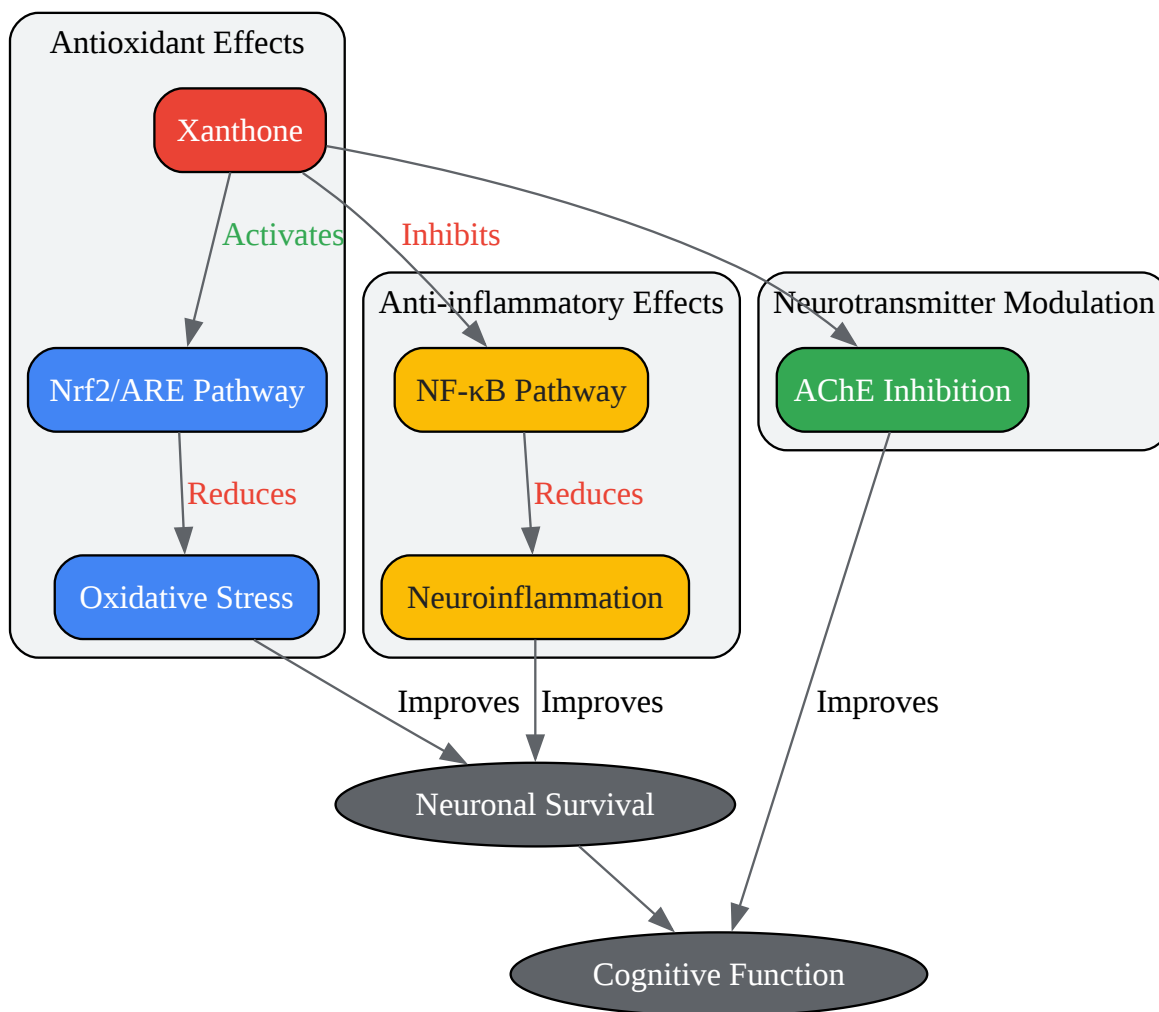 Antioxidant Effects
Xanthone
Activates
Inhibits
Anti-inflammatory Effects
Neurotransmitter Modulation
Nrf2/ARE Pathway
NF-κB Pathway
AChE Inhibition
Reduces
Reduces
Oxidative Stress
Neuroinflammation
Improves
Improves
Improves
Neuronal Survival
Cognitive Function